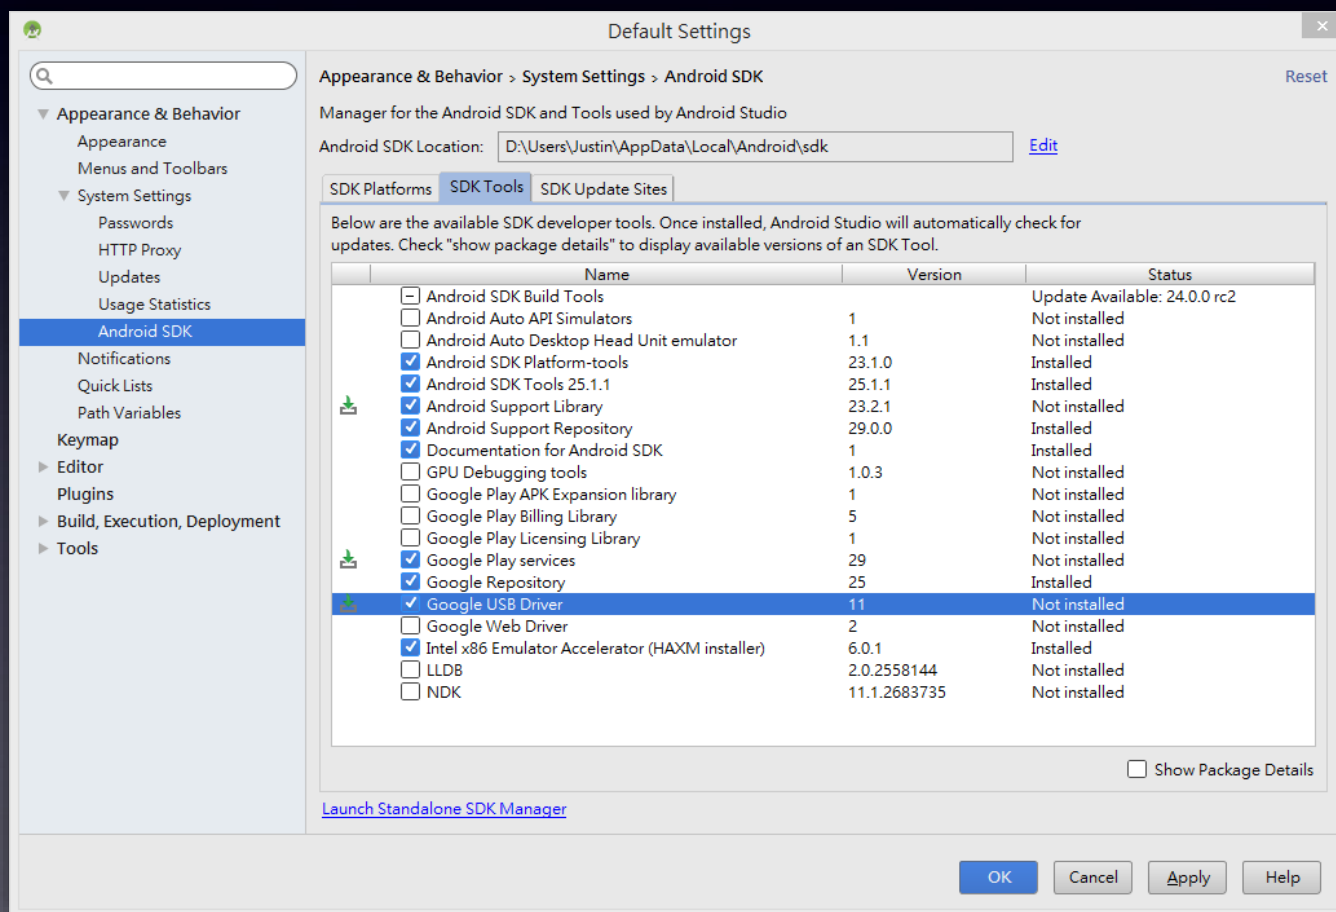 Default Settings
Appearance & Behavior
Appearance
Menus and Toolbars
System Settings
Passwords
HTTP Proxy
Updates
Usage Statistics
Android SDK
Notifications
Quick Lists
Path Variables
Keymap
Editor
Plugins
Build, Execution, Deployment
Tools
Appearance & Behavior › System Settings › Android SDK
Reset
Manager for the Android SDK and Tools used by Android Studio
Android SDK Location: D:\Users\Justin\AppData\Local\Android\sdk Edit
SDK Platforms SDK Tools SDK Update Sites
Below are the available SDK developer tools. Once installed, Android Studio will automatically check for
updates. Check "show package details" to display available versions of an SDK Tool.
Name Version Status
Android SDK Build Tools Update Available: 24.0.0 rc2
Android Auto API Simulators 1 Not installed
Android Auto Desktop Head Unit emulator 1.1 Not installed
Android SDK Platform-tools 23.1.0 Installed
Android SDK Tools 25.1.1 25.1.1 Installed
Android Support Library 23.2.1 Not installed
Android Support Repository 29.0.0 Installed
Documentation for Android SDK 1 Installed
GPU Debugging tools 1.0.3 Not installed
Google Play APK Expansion library 1 Not installed
Google Play Billing Library 5 Not installed
Google Play Licensing Library 1 Not installed
Google Play services 29 Not installed
Google Repository 25 Installed
Google USB Driver 11 Not installed
Google Web Driver 2 Not installed
Intel x86 Emulator Accelerator (HAXM installer) 6.0.1 Installed
LLDB 2.0.2558144 Not installed
NDK 11.1.2683735 Not installed
Show Package Details
Launch Standalone SDK Manager
OK Cancel Apply Help